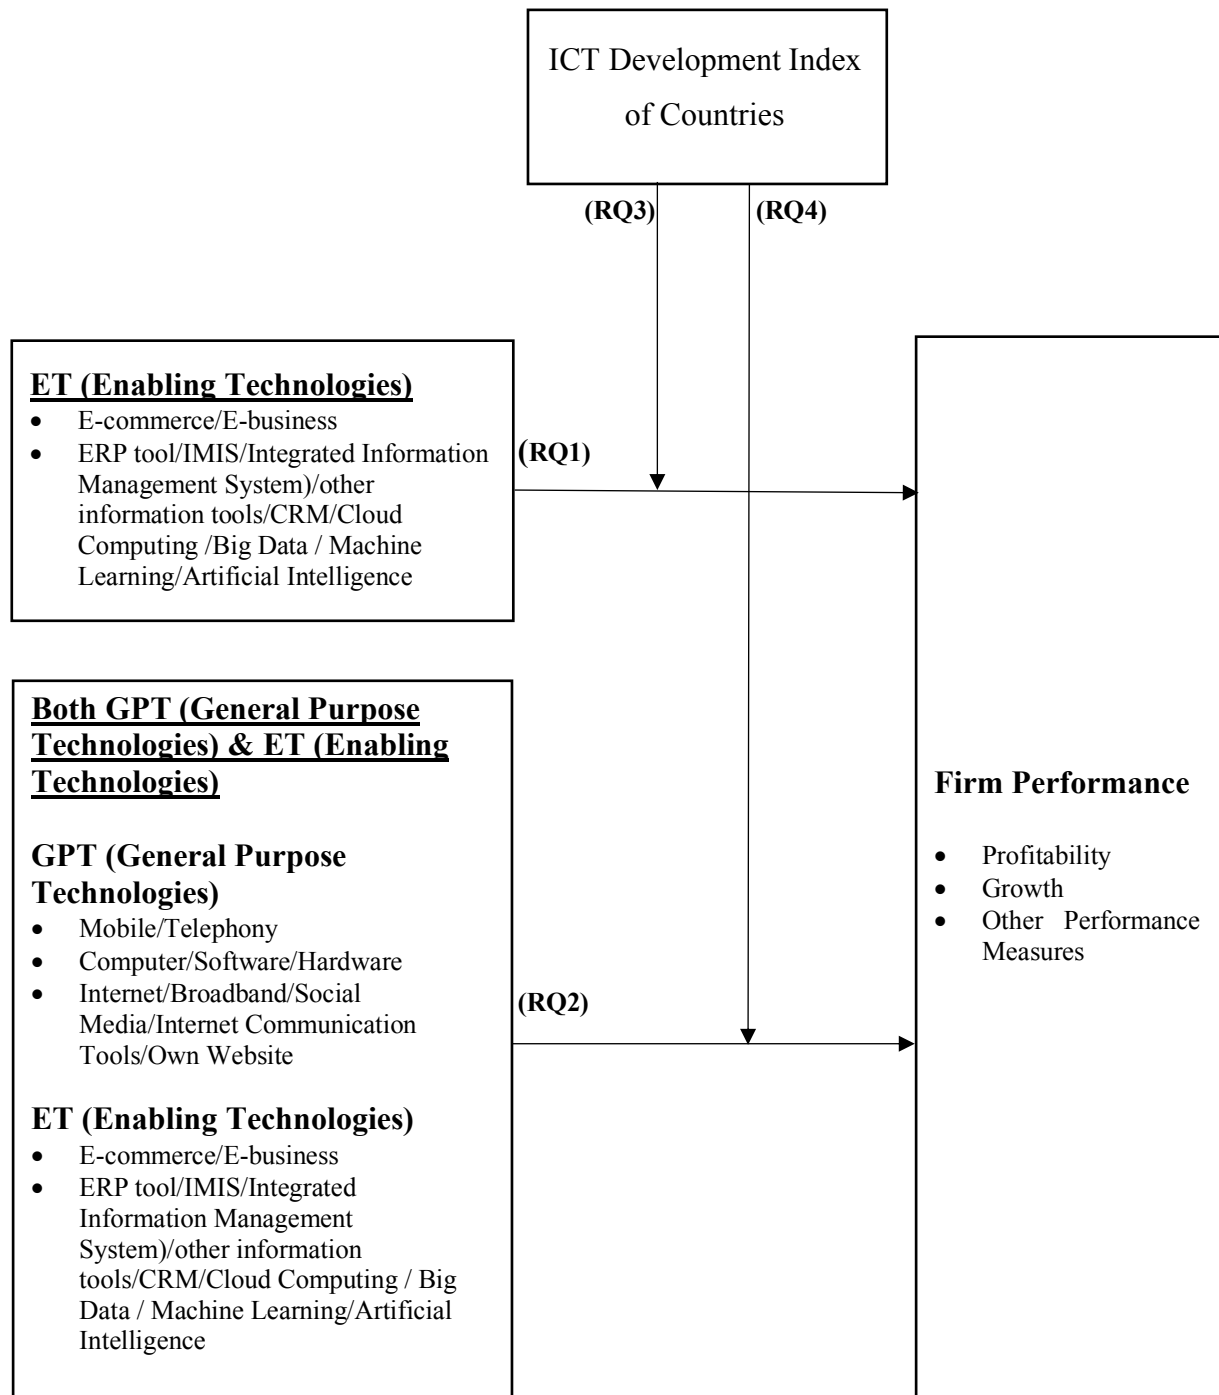 ICT Development Index
of Countries
(RQ3)
(RQ4)
ET (Enabling Technologies)
• E-commerce/E-business
• ERP tool/IMIS/Integrated Information
Management System)/other
information tools/CRM/Cloud
Computing /Big Data / Machine
Learning/Artificial Intelligence
(RQ1)
Both GPT (General Purpose
Technologies) & ET (Enabling
Technologies)
GPT (General Purpose
Technologies)
• Mobile/Telephony
• Computer/Software/Hardware
• Internet/Broadband/Social
Media/Internet Communication
Tools/Own Website
ET (Enabling Technologies)
• E-commerce/E-business
• ERP tool/IMIS/Integrated
Information Management
System)/other information
tools/CRM/Cloud Computing / Big
Data / Machine Learning/Artificial
Intelligence
(RQ2)
Firm Performance
• Profitability
• Growth
• Other Performance
Measures